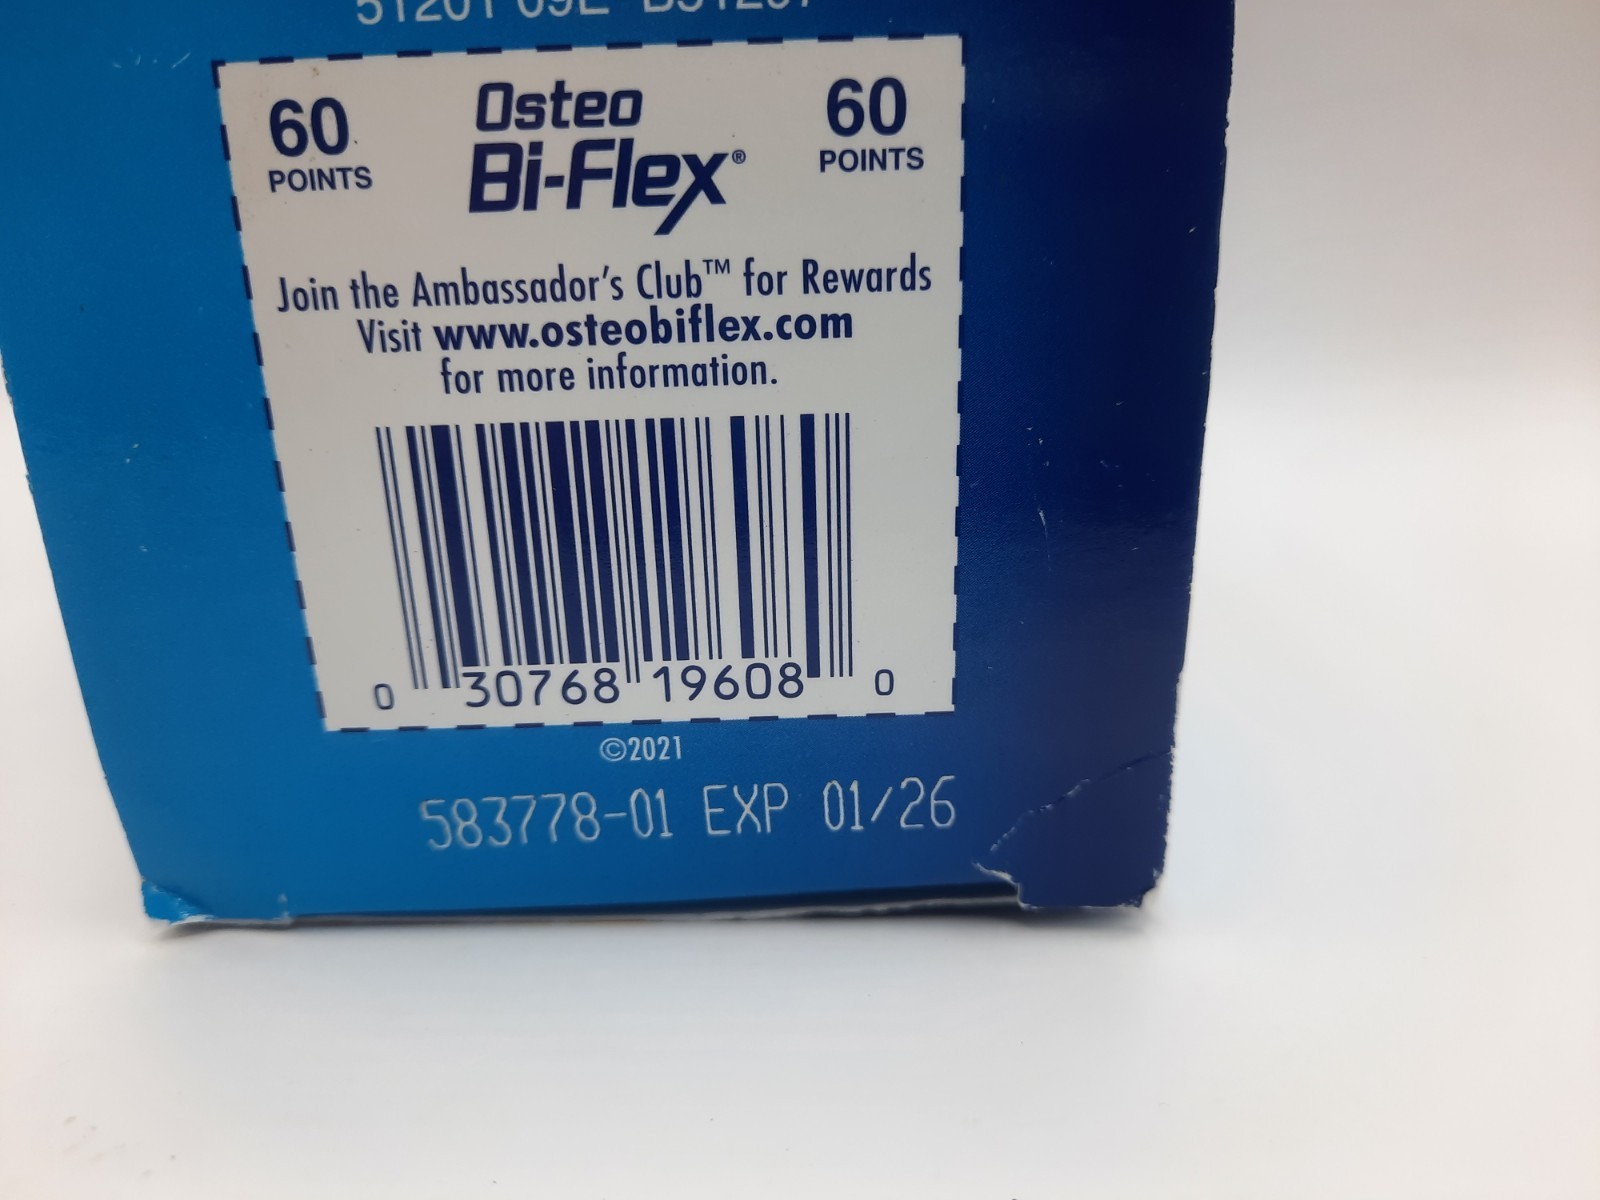 60
POINTS
Osteo
Bi-Flex®
60
POINTS
Join the Ambassador's Club™ for Rewards
Visit www.osteobiflex.com
for more information.
0 30768 19608 0
©2021
583778-01 EXP 01/26